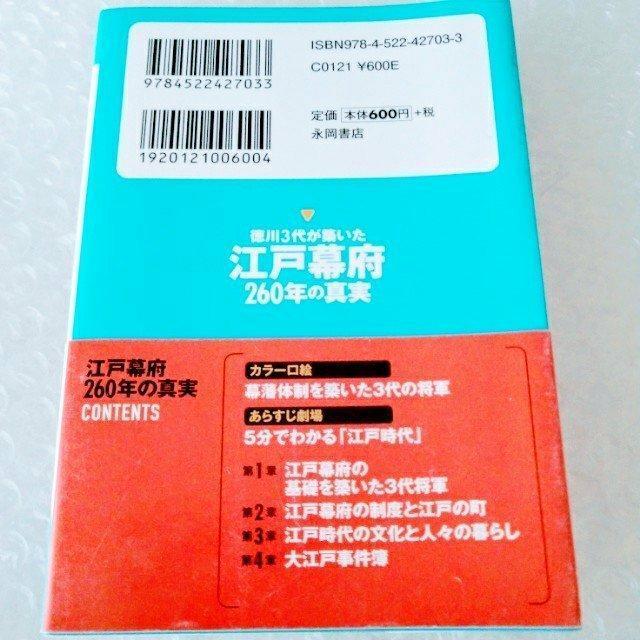 ISBN978-4-522-42703-3
C0121 ¥600E
9784522427033
定価 本体600円 +税
永岡書店
1920121006004
徳川3代が築いた
江戸幕府
260年の真実
江戸幕府
260年の真実
CONTENTS
カラー口絵
幕藩体制を築いた3代の将軍
あらすじ劇場
5分でわかる「江戸時代」
第1章 江戸幕府の
基礎を築いた3代将軍
第2章 江戸幕府の制度と江戸の町
第3章 江戸時代の文化と人々の暮らし
第4章 大江戸事件簿